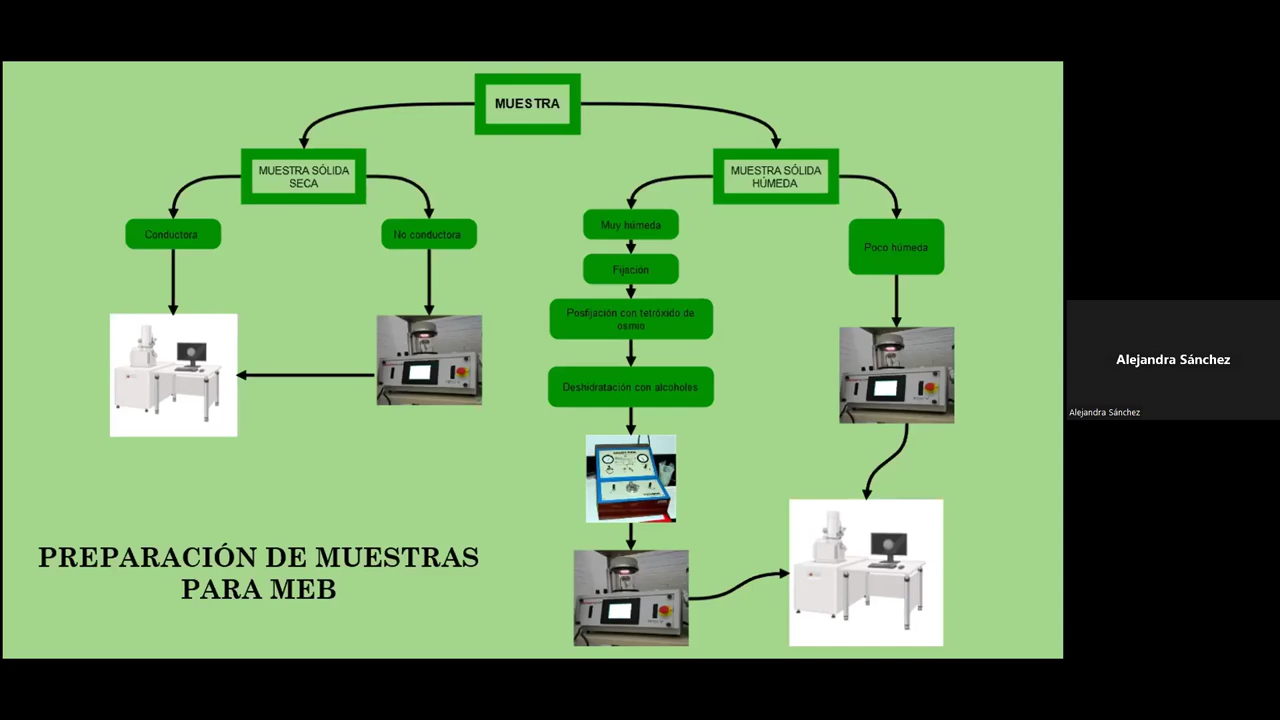 MUESTRA
MUESTRA SÓLIDA
SECA
MUESTRA SÓLIDA
HÚMEDA
Conductora
No conductora
Muy húmeda
Poco húmeda
Fijación
Posfijación con tetróxido de
osmio
Deshidratación con alcoholes
PREPARACIÓN DE MUESTRAS
PARA MEB
Alejandra Sánchez
Alejandra Sánchez